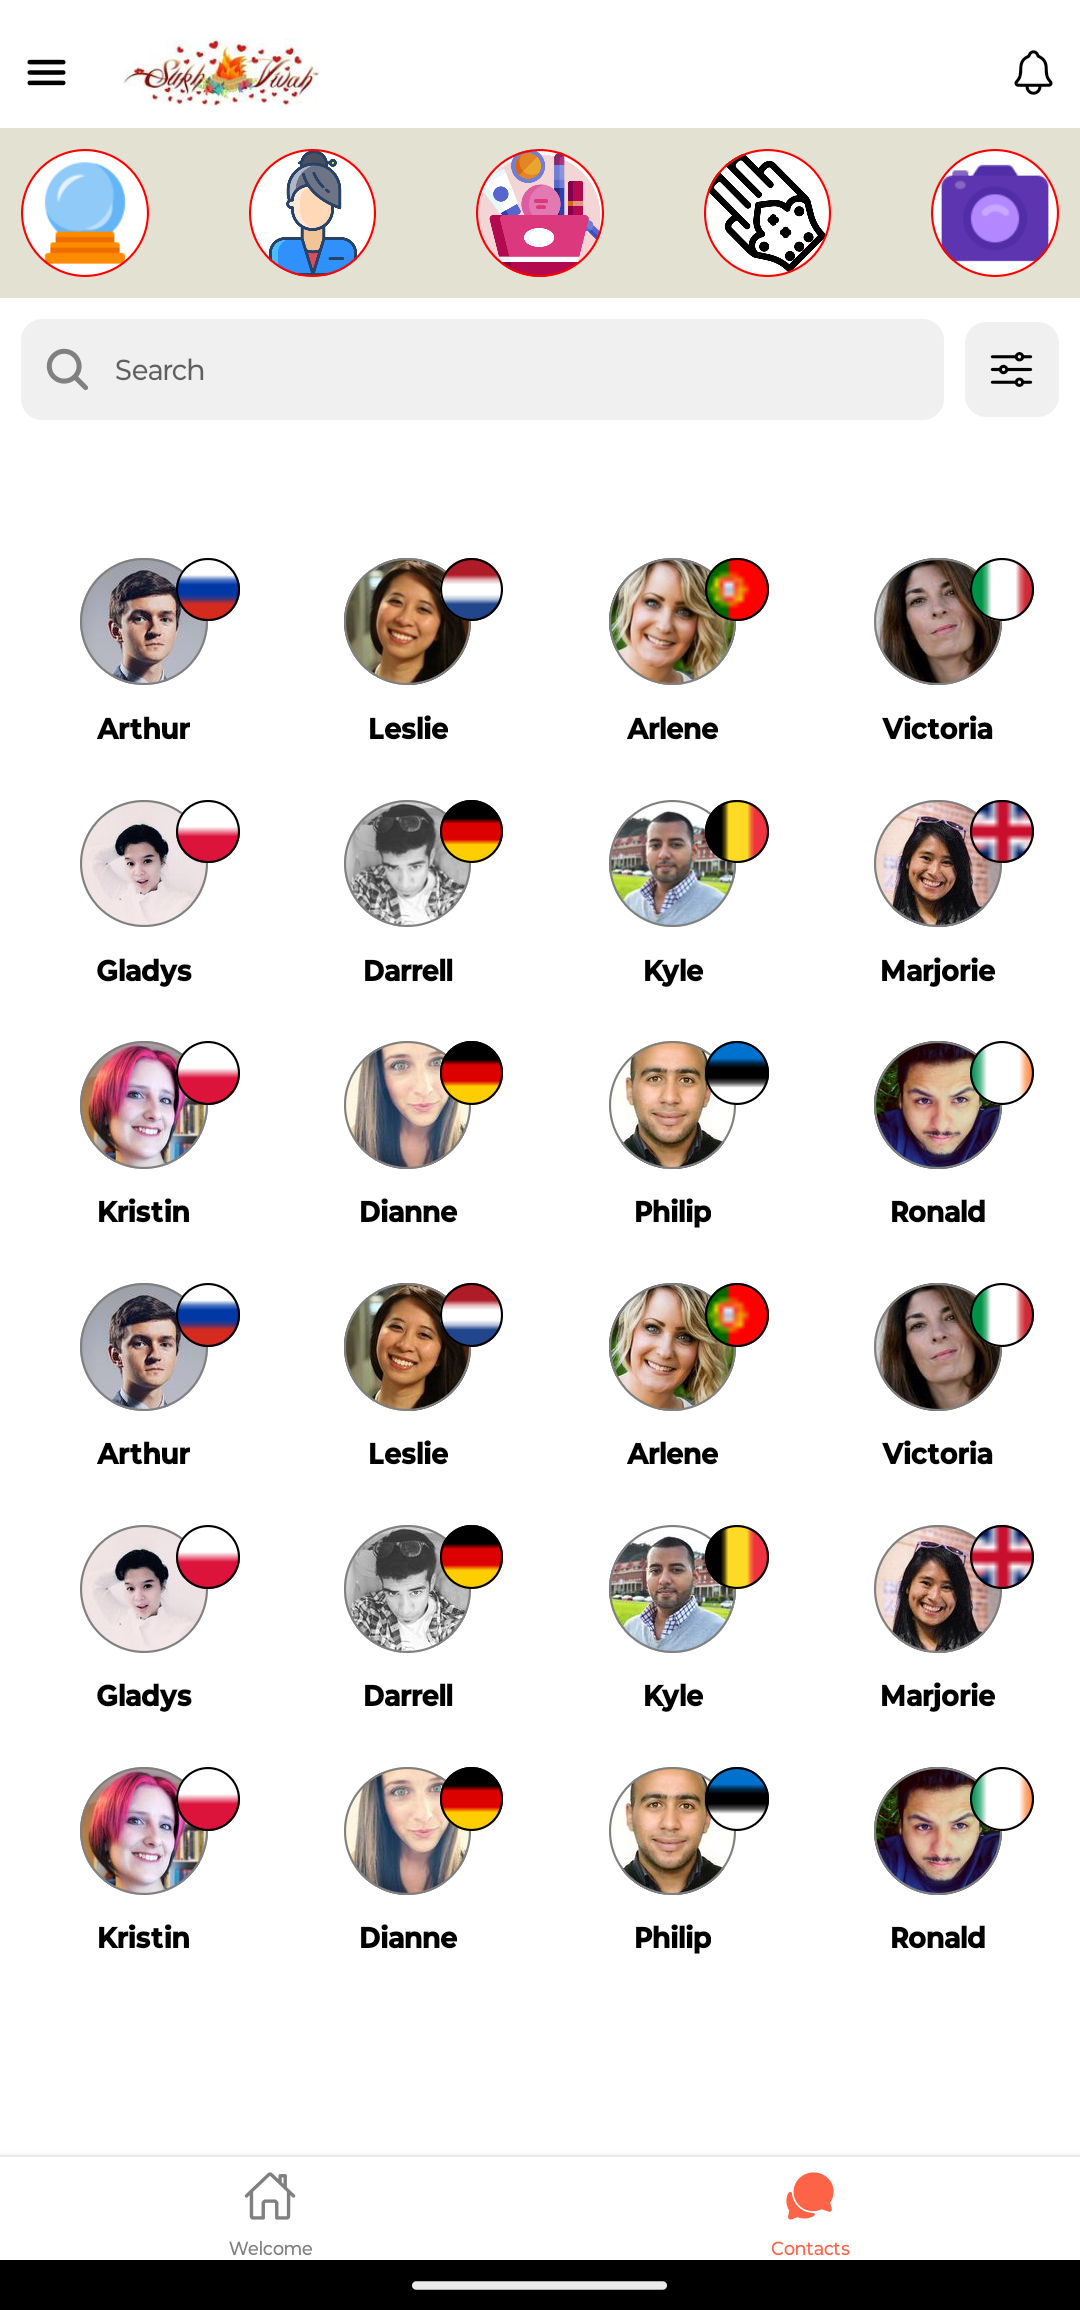 Sukh Vivah
Search
Arthur Leslie Arlene Victoria
Gladys Darrell Kyle Marjorie
Kristin Dianne Philip Ronald
Arthur Leslie Arlene Victoria
Gladys Darrell Kyle Marjorie
Kristin Dianne Philip Ronald
Welcome Contacts